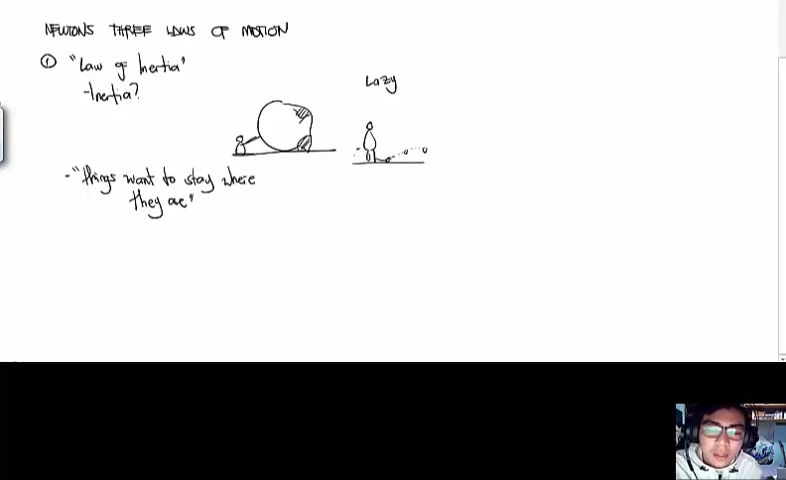 NEWTONS THREE LAWS OF MOTION
① "Law of Inertia"
-Inertia?
Lazy
-"things want to stay where
they are"